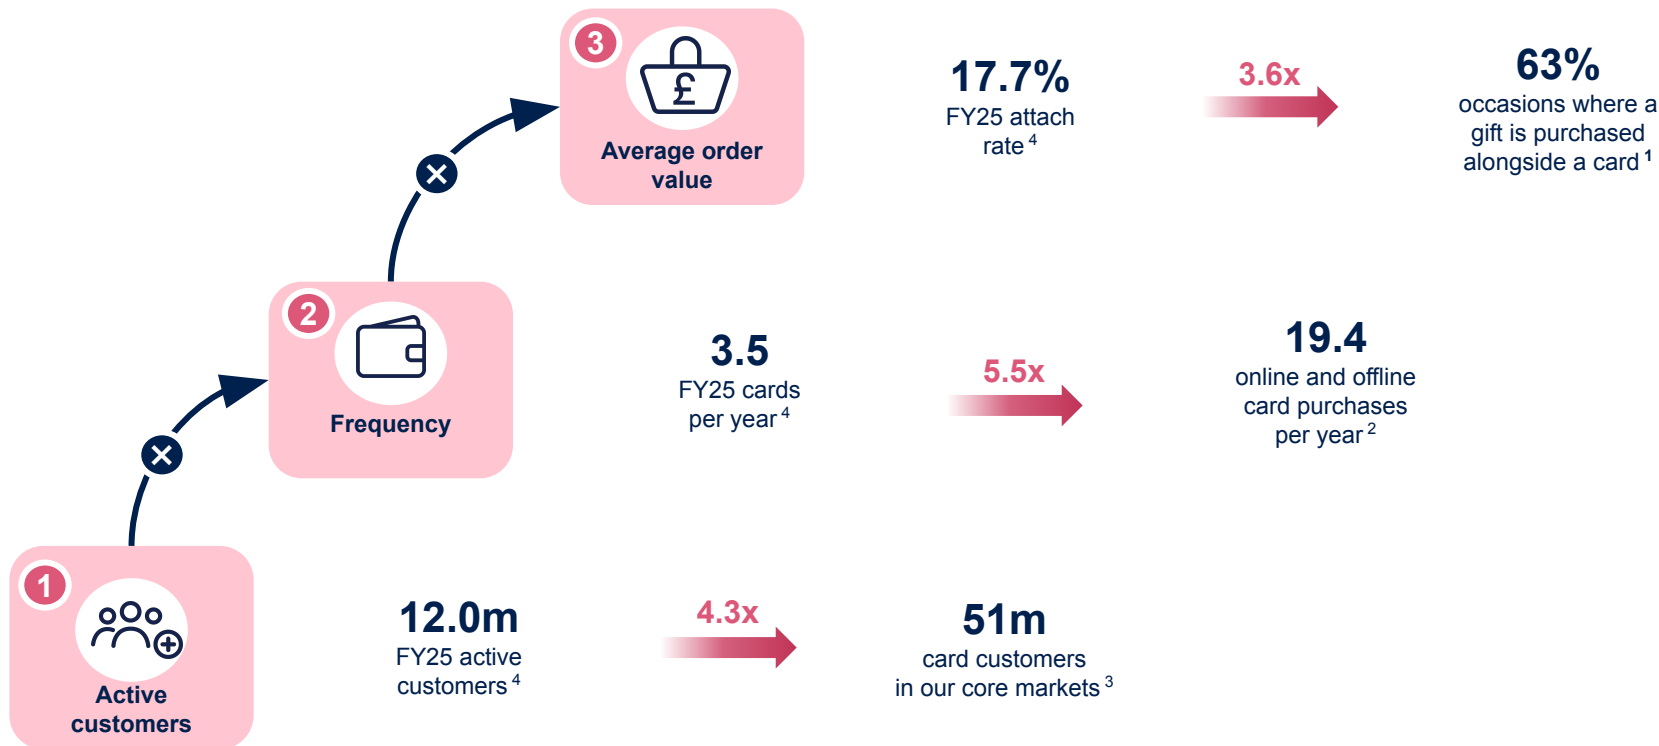 3
£
Average order
value
17.7%
FY25 attach
rate 4
3.6x
63%
occasions where a
gift is purchased
alongside a card 1
2
Frequency
3.5
FY25 cards
per year 4
5.5x
19.4
online and offline
card purchases
per year 2
1
Active
customers
12.0m
FY25 active
customers 4
4.3x
51m
card customers
in our core markets 3